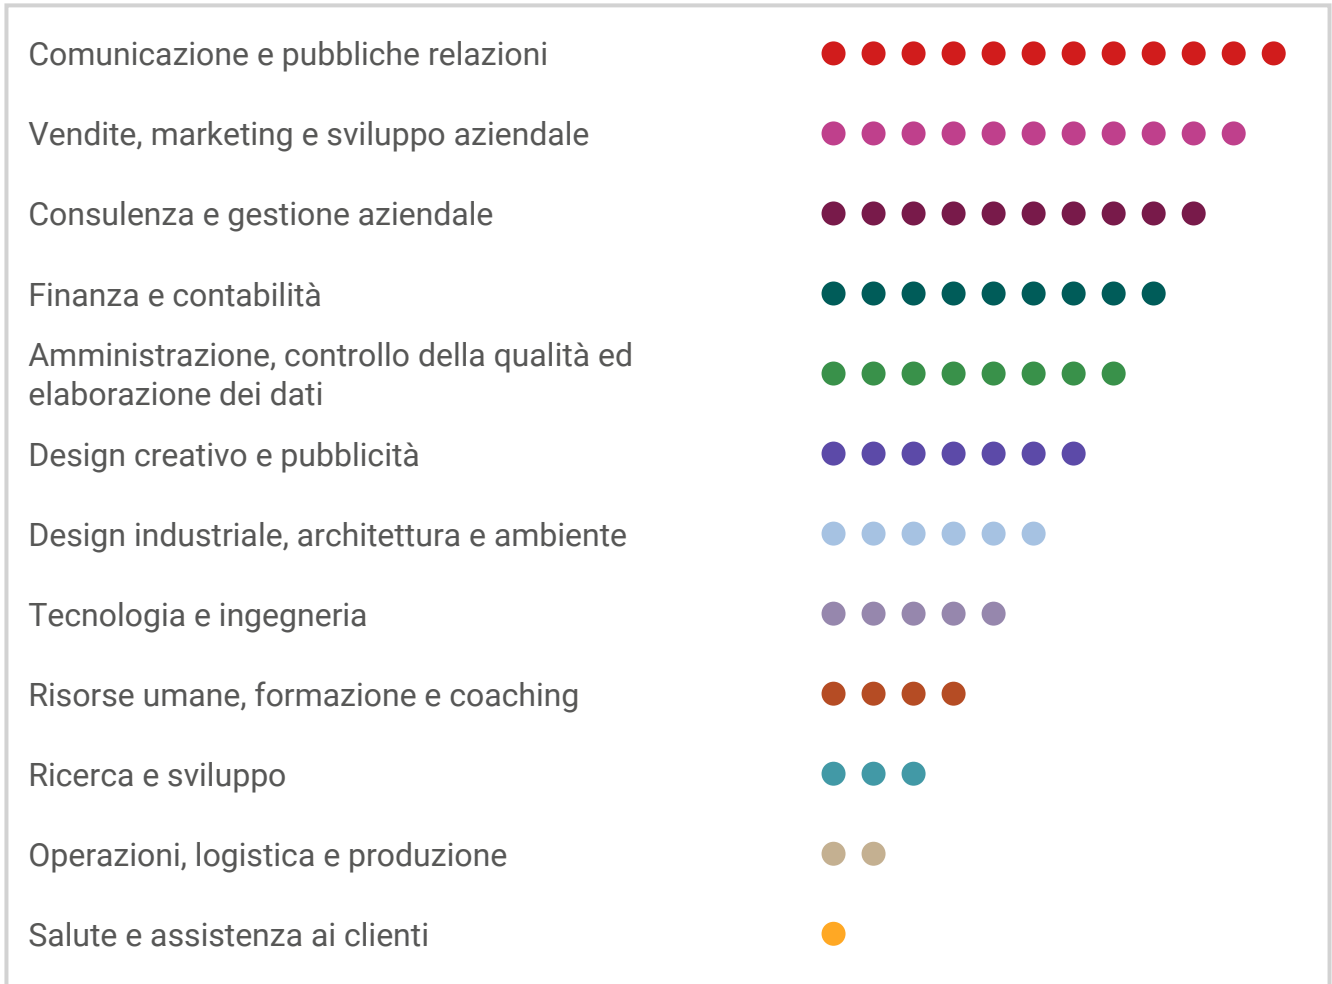 Comunicazione e pubbliche relazioni
Vendite, marketing e sviluppo aziendale
Consulenza e gestione aziendale
Finanza e contabilità
Amministrazione, controllo della qualità ed
elaborazione dei dati
Design creativo e pubblicità
Design industriale, architettura e ambiente
Tecnologia e ingegneria
Risorse umane, formazione e coaching
Ricerca e sviluppo
Operazioni, logistica e produzione
Salute e assistenza ai clienti